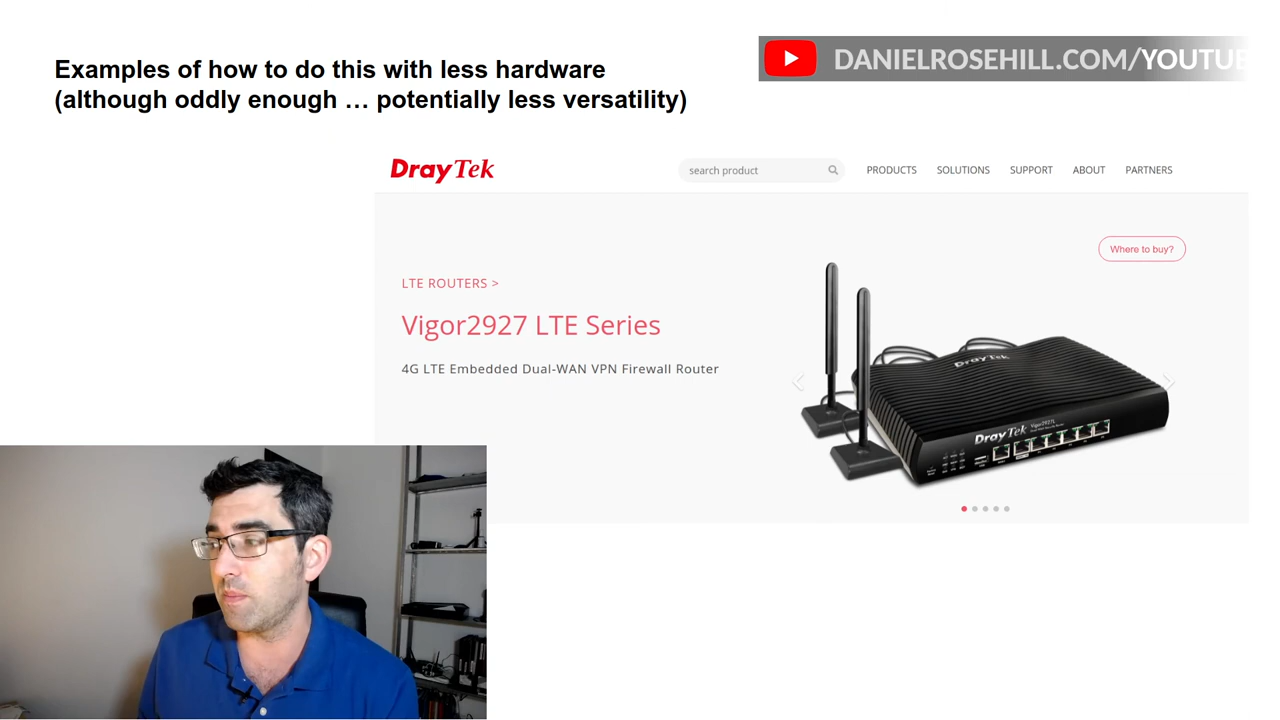 Examples of how to do this with less hardware
(although oddly enough … potentially less versatility)
DANIELROSEHILL.COM/YOUTUB
DrayTek
search product
PRODUCTS SOLUTIONS SUPPORT ABOUT PARTNERS
Where to buy?
LTE ROUTERS >
Vigor2927 LTE Series
4G LTE Embedded Dual-WAN VPN Firewall Router
DrayTek
DrayTek